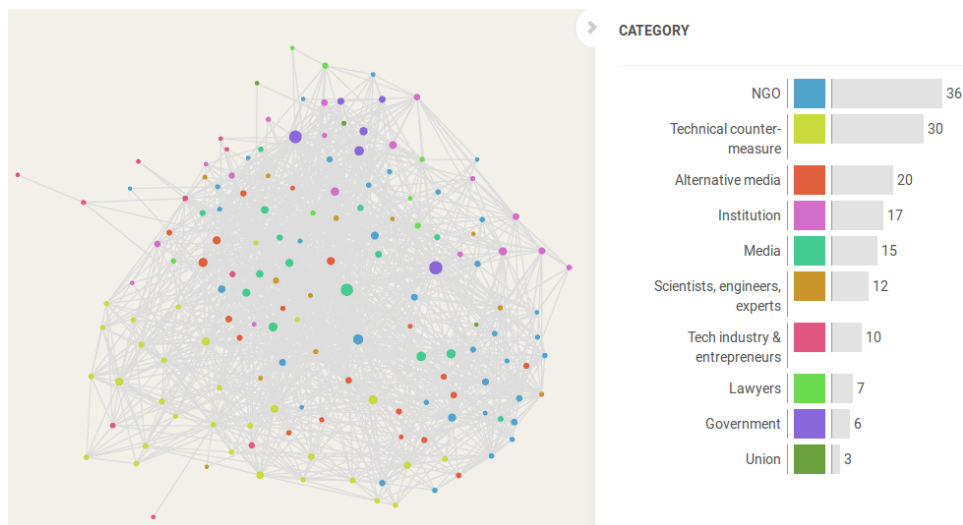 CATEGORY
NGO
36
Technical counter-
measure
30
Alternative media
20
Institution
17
Media
15
Scientists, engineers,
experts
12
Tech industry &
entrepreneurs
10
Lawyers
7
Government
6
Union
3